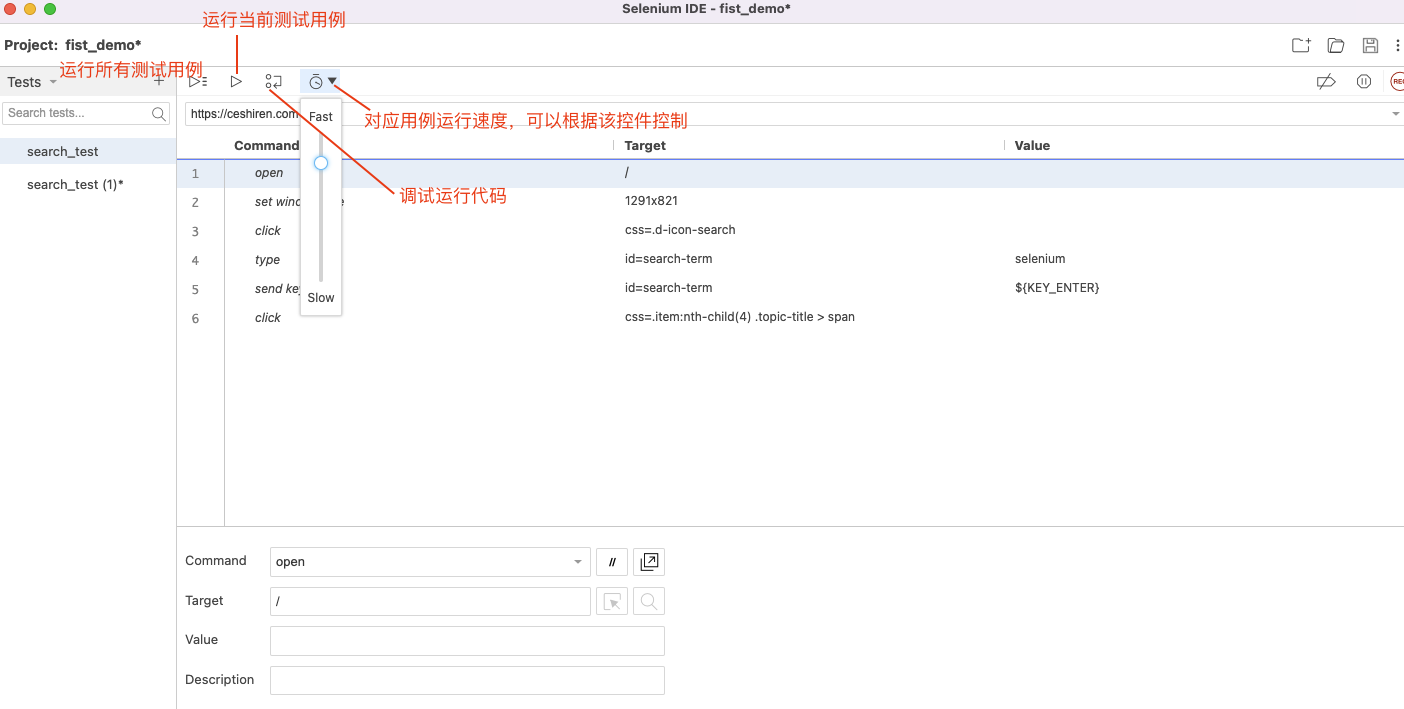 Selenium IDE - fist_demo*
运行当前测试用例
Project: fist_demo*
运行所有测试用例
Tests
REC
Search tests...
https://ceshiren.com
Fast
对应用例运行速度，可以根据该控件控制
Command Target Value
search_test
1 open /
search_test (1)*
调试运行代码
2 set wind 1291x821
3 click css=.d-icon-search
4 type id=search-term selenium
5 send key id=search-term ${KEY_ENTER}
Slow
6 click css=.item:nth-child(4) .topic-title > span
Command open //
Target /
Value
Description